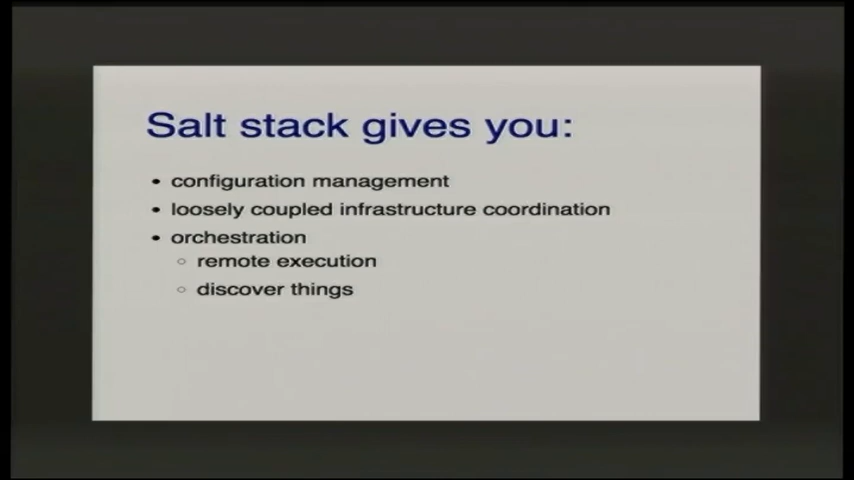 Salt stack gives you:
• configuration management
• loosely coupled infrastructure coordination
• orchestration
○ remote execution
○ discover things